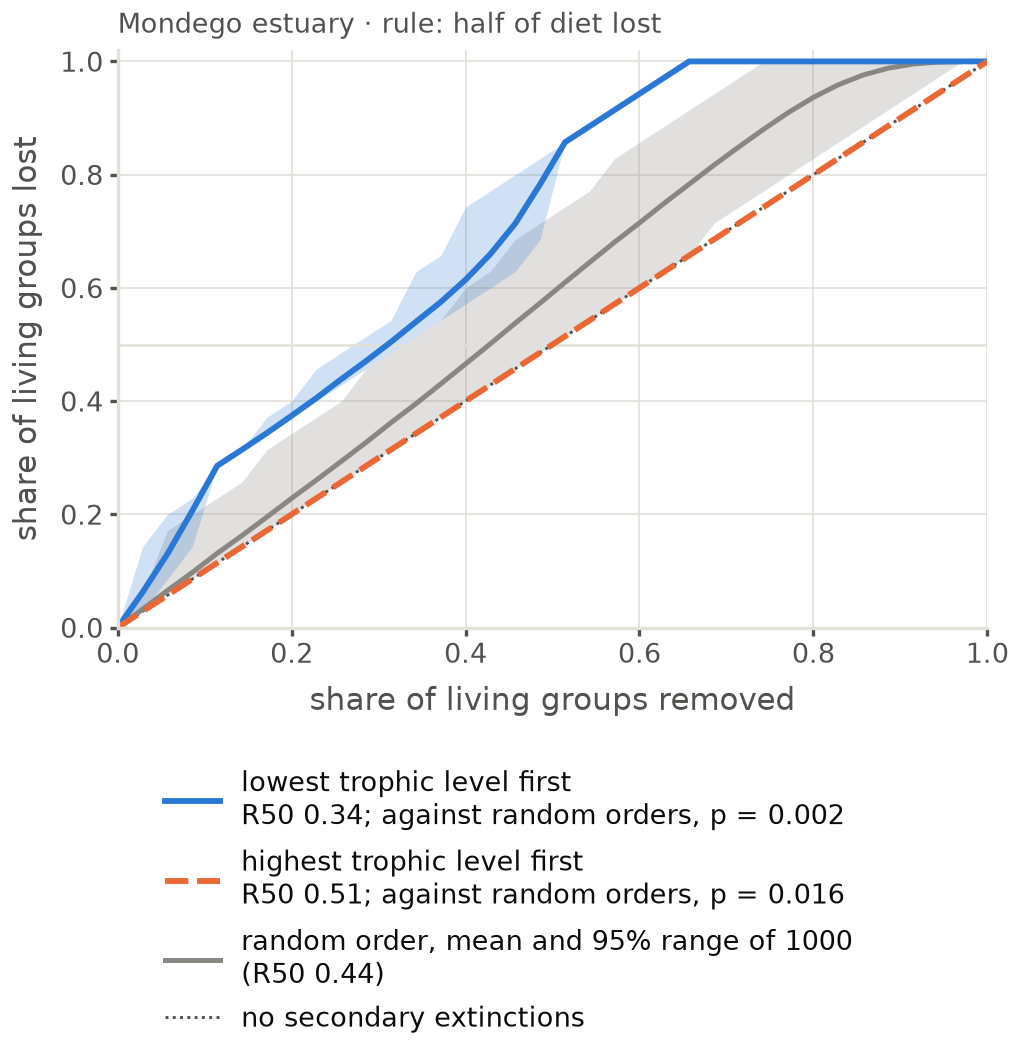 Mondego estuary · rule: half of diet lost
share of living groups lost
1.0
0.8
0.6
0.4
0.2
0.0
0.0 0.2 0.4 0.6 0.8 1.0
share of living groups removed
lowest trophic level first
R50 0.34; against random orders, p = 0.002
highest trophic level first
R50 0.51; against random orders, p = 0.016
random order, mean and 95% range of 1000
(R50 0.44)
no secondary extinctions